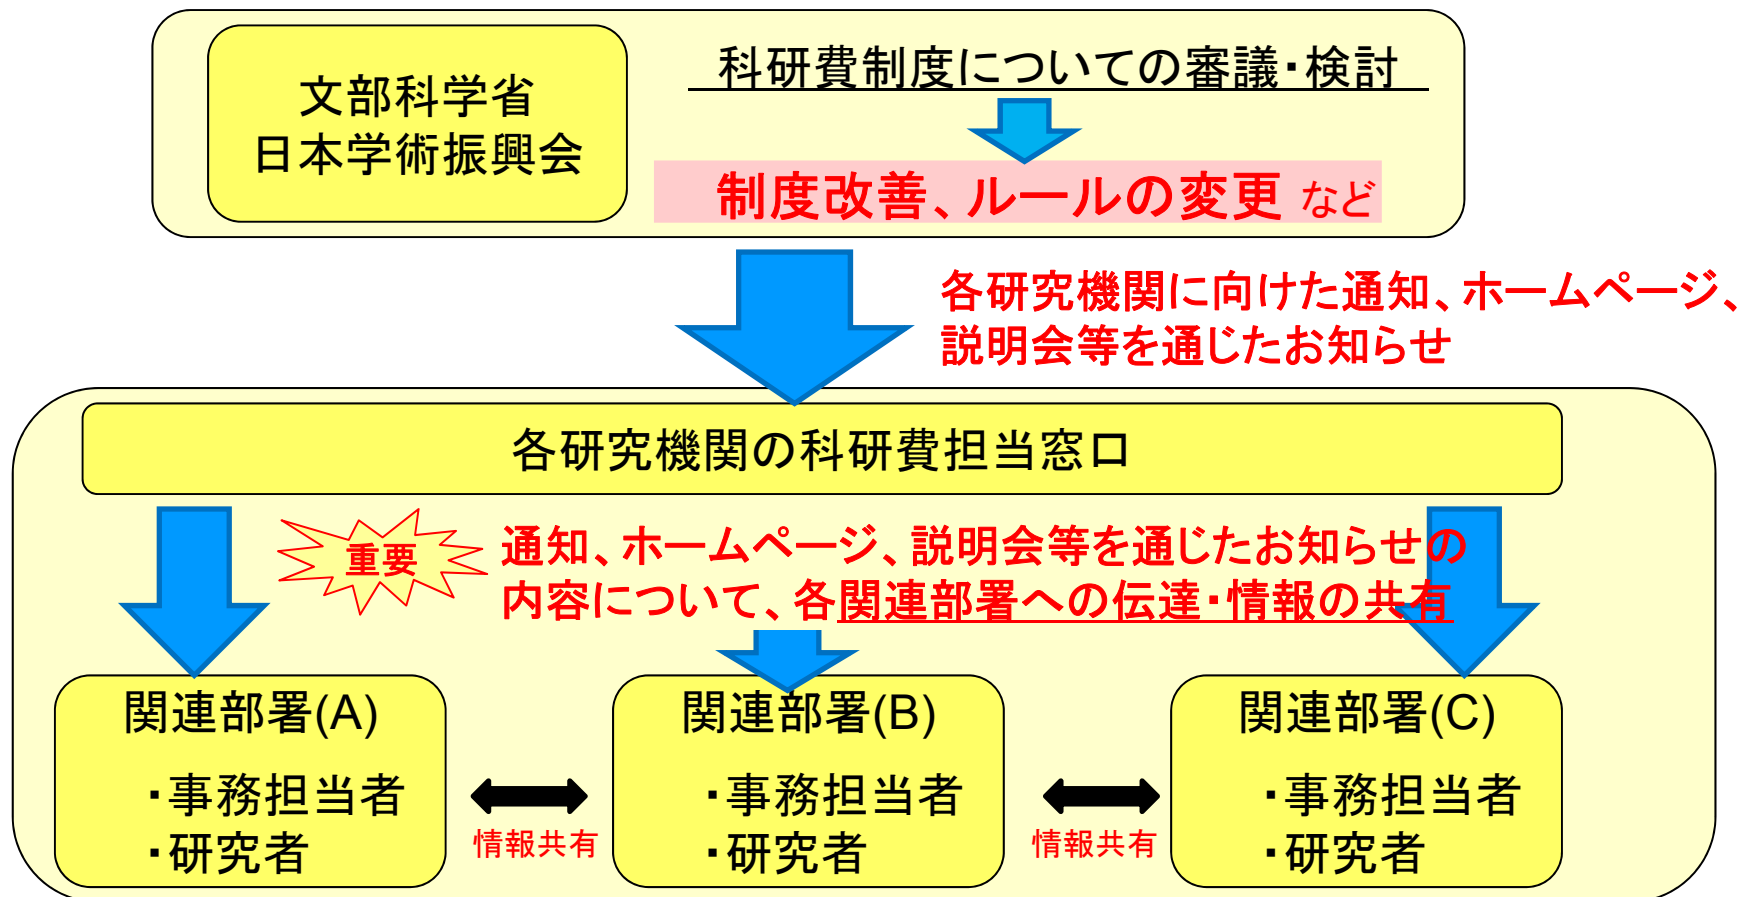 文部科学省
日本学術振興会
科研費制度についての審議・検討
制度改善、ルールの変更 など
各研究機関に向けた通知、ホームページ、
説明会等を通じたお知らせ
各研究機関の科研費担当窓口
重要
通知、ホームページ、説明会等を通じたお知らせの
内容について、各関連部署への伝達・情報の共有
関連部署(A)
・事務担当者
・研究者
情報共有
関連部署(B)
・事務担当者
・研究者
情報共有
関連部署(C)
・事務担当者
・研究者